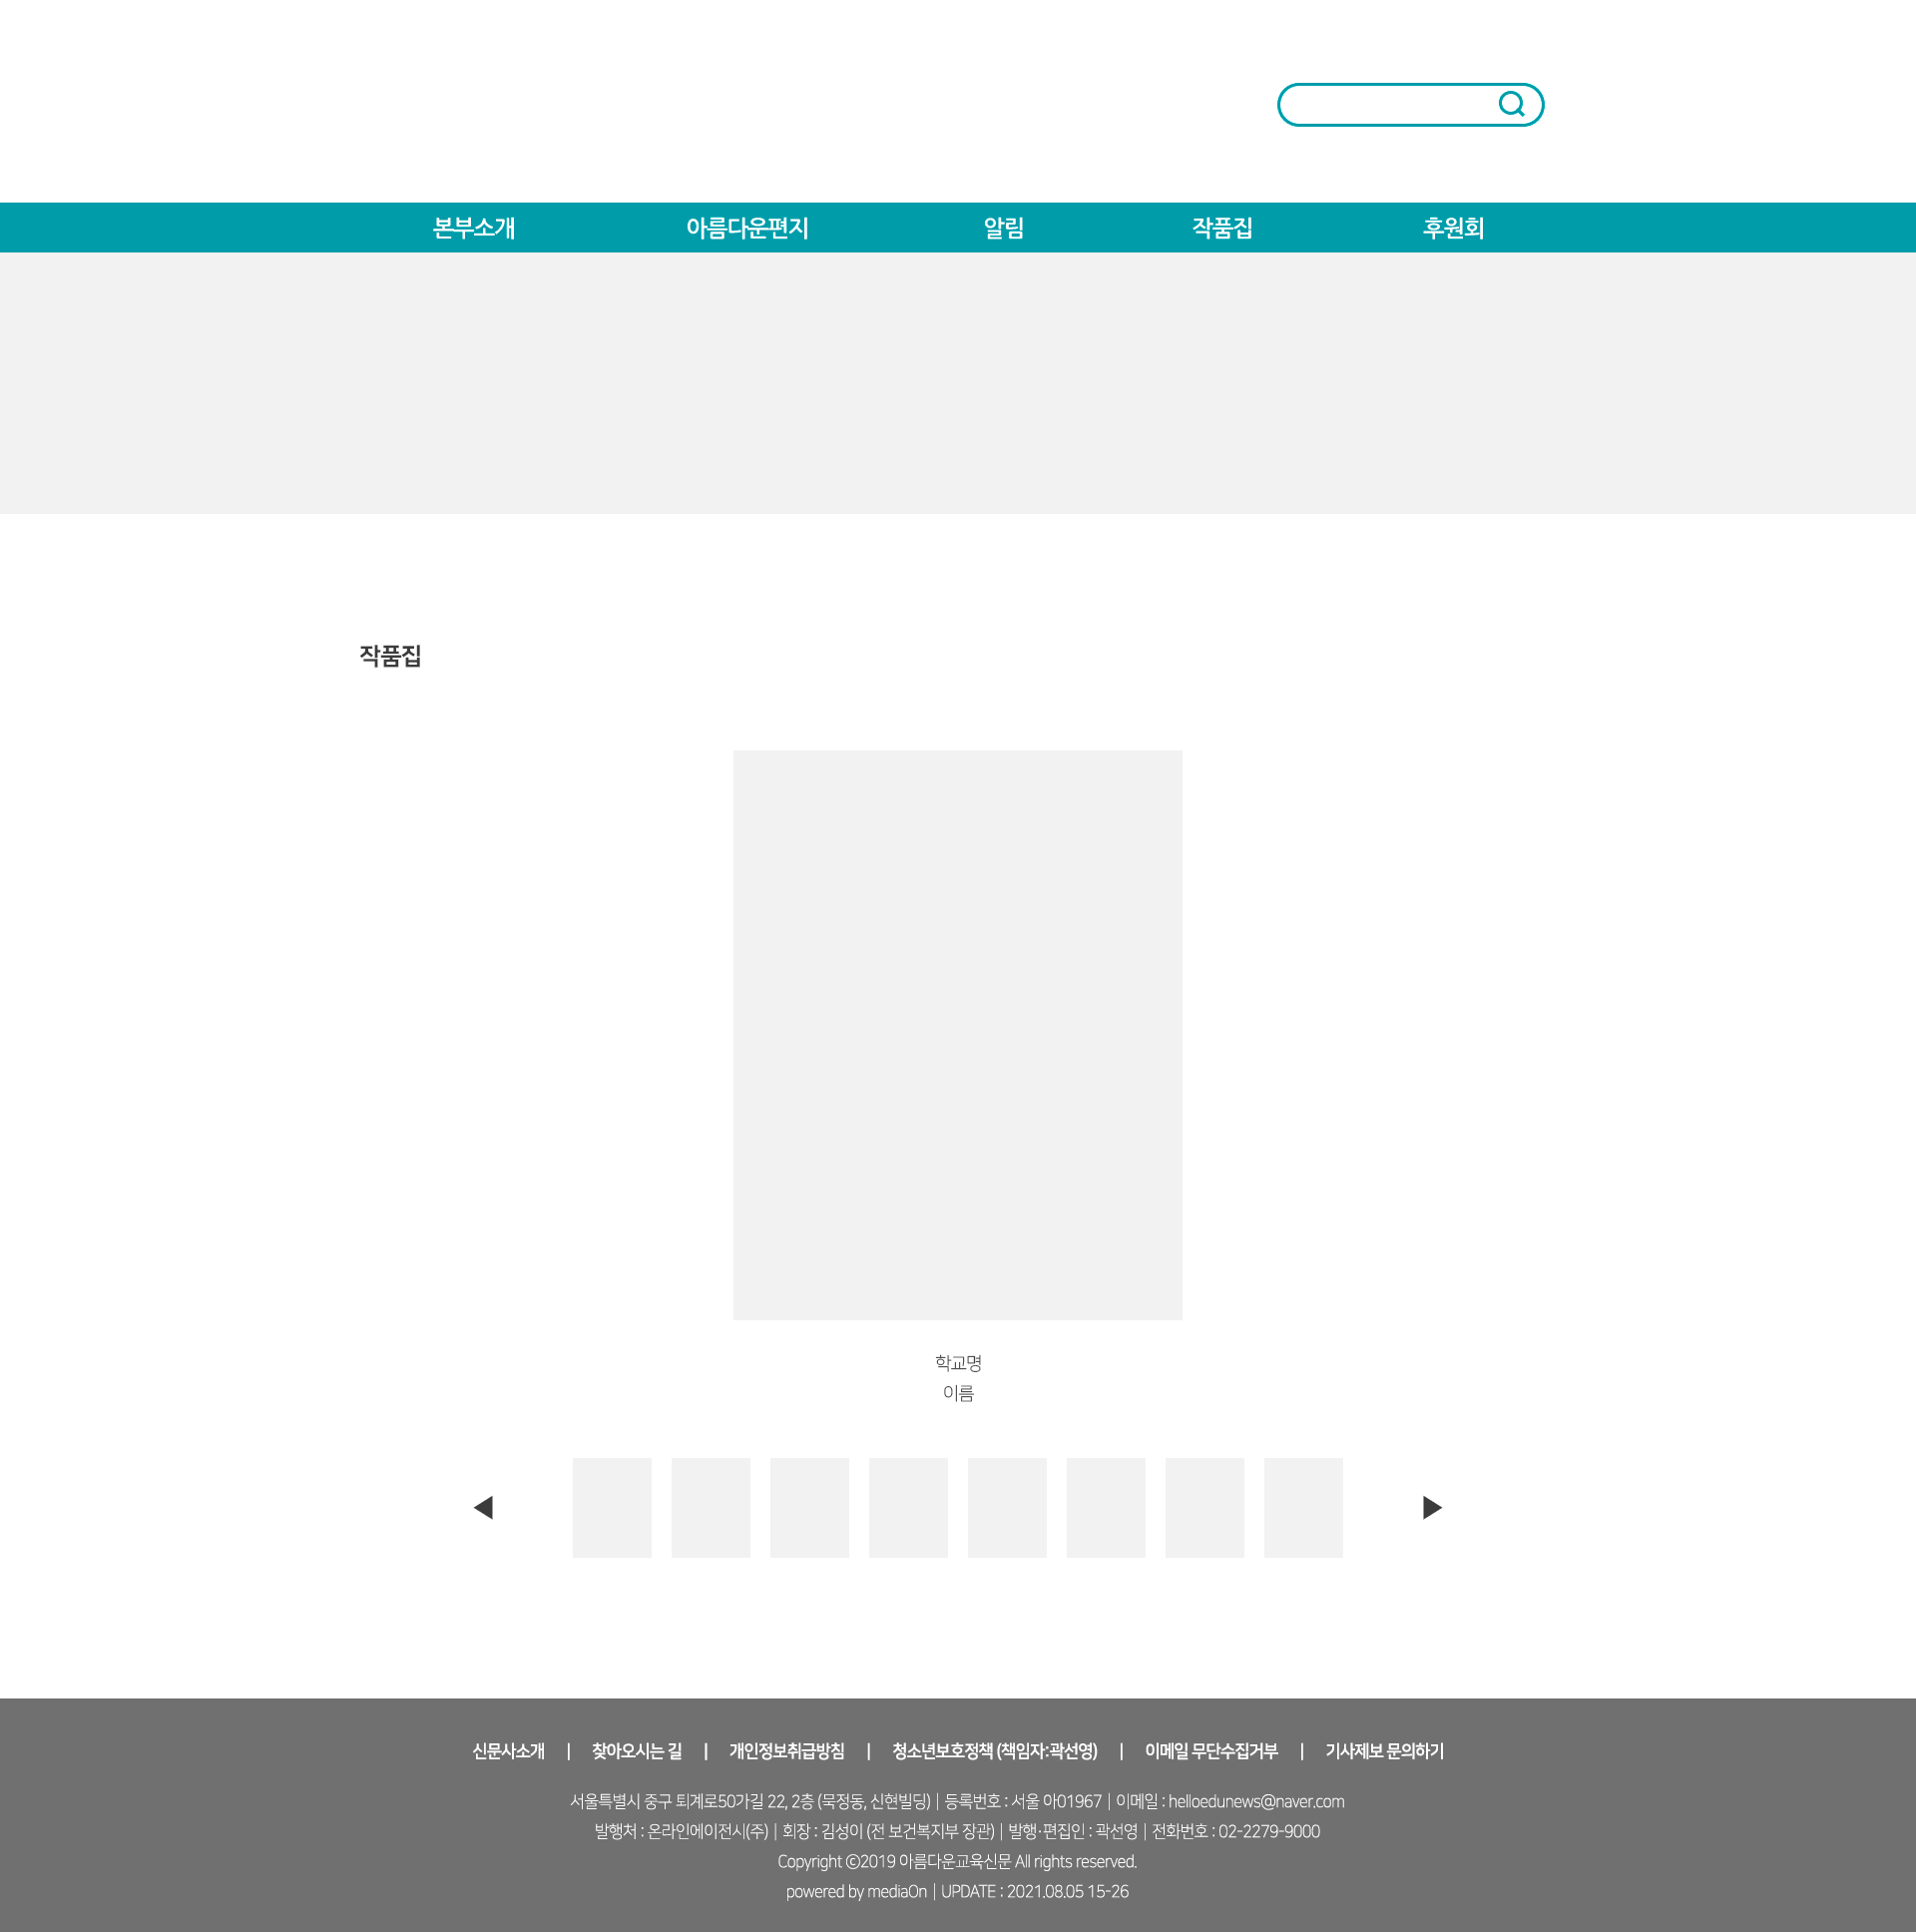 본부소개 아름다운편지 알림 작품집 후원회
작품집
학교명
이름
신문사소개 | 찾아오시는 길 | 개인정보취급방침 | 청소년보호정책 (책임자:곽선영) | 이메일 무단수집거부 | 기사제보 문의하기
서울특별시 중구 퇴계로50가길 22, 2층 (묵정동, 신현빌딩) | 등록번호 : 서울 아01967 | 이메일 : helloedunews@naver.com
발행처 : 온라인에이전시(주) | 회장 : 김성이 (전 보건복지부 장관) | 발행·편집인 : 곽선영 | 전화번호 : 02-2279-9000
Copyright ⓒ2019 아름다운교육신문 All rights reserved.
powered by mediaOn | UPDATE : 2021.08.05 15-26